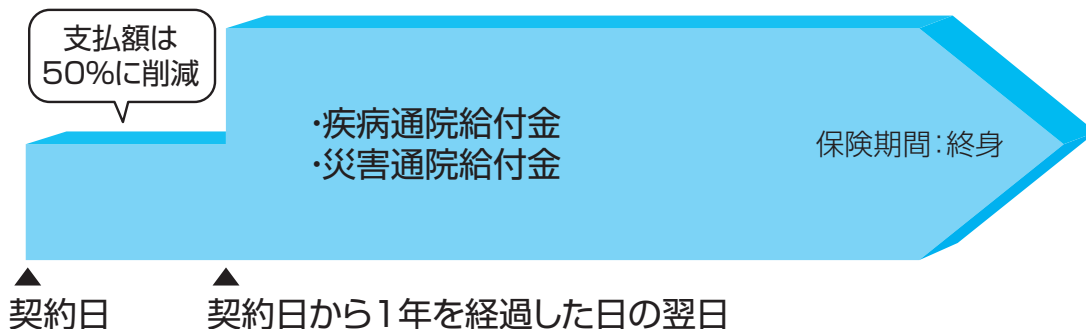 支払額は
50%に削減
・疾病通院給付金
・災害通院給付金
保険期間：終身
▲
▲
契約日
契約日から1年を経過した日の翌日